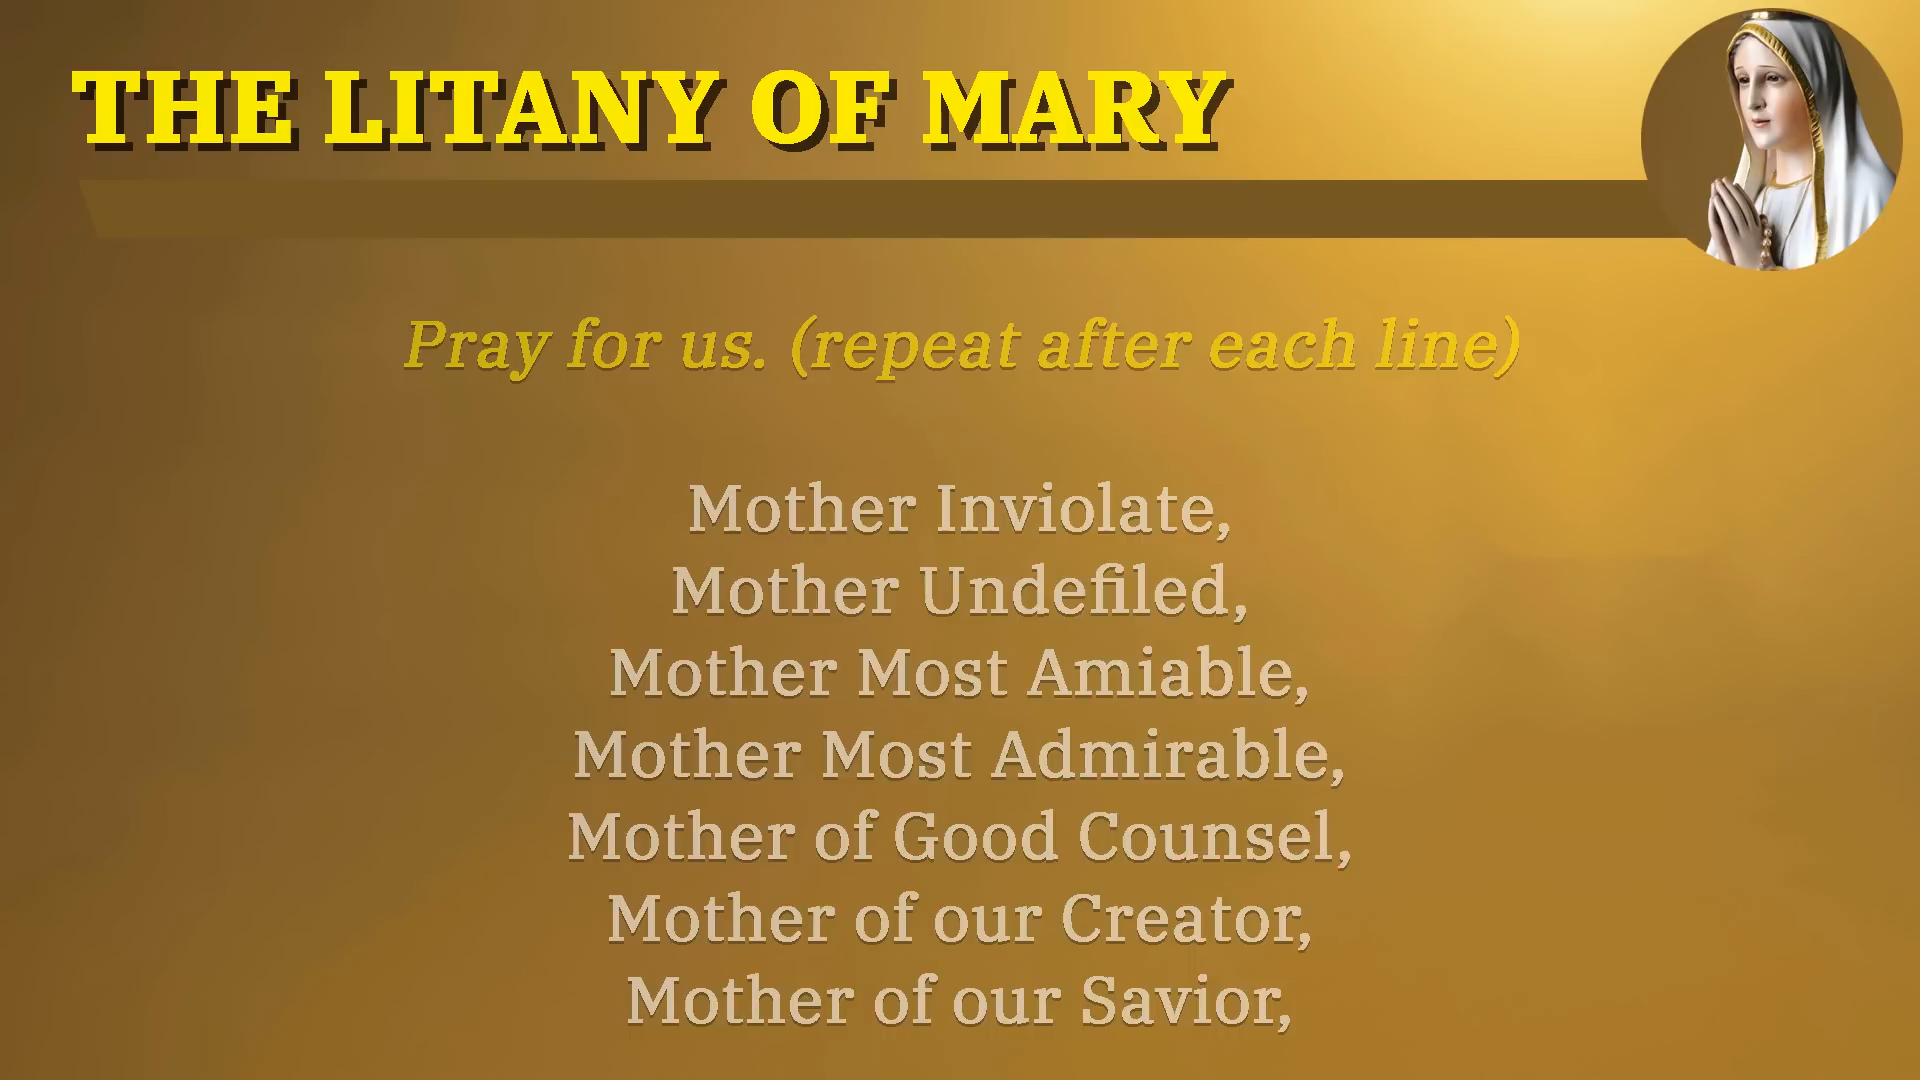 THE LITANY OF MARY
Pray for us. (repeat after each line)
Mother Inviolate,
Mother Undefiled,
Mother Most Amiable,
Mother Most Admirable,
Mother of Good Counsel,
Mother of our Creator,
Mother of our Savior,